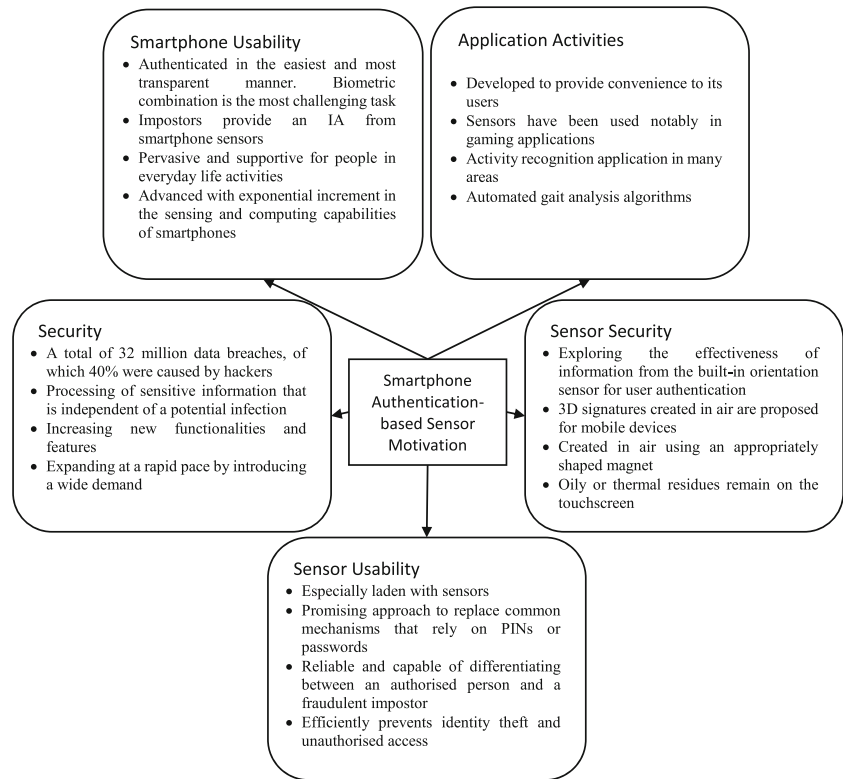 Smartphone Usability
• Authenticated in the easiest and most
transparent manner. Biometric
combination is the most challenging task
• Impostors provide an IA from
smartphone sensors
• Pervasive and supportive for people in
everyday life activities
• Advanced with exponential increment in
the sensing and computing capabilities
of smartphones
Application Activities
• Developed to provide convenience to its
users
• Sensors have been used notably in
gaming applications
• Activity recognition application in many
areas
• Automated gait analysis algorithms
Security
• A total of 32 million data breaches, of
which 40% were caused by hackers
• Processing of sensitive information that
is independent of a potential infection
• Increasing new functionalities and
features
• Expanding at a rapid pace by introducing
a wide demand
Smartphone
Authentication-
based Sensor
Motivation
Sensor Security
• Exploring the effectiveness of
information from the built-in orientation
sensor for user authentication
• 3D signatures created in air are proposed
for mobile devices
• Created in air using an appropriately
shaped magnet
• Oily or thermal residues remain on the
touchscreen
Sensor Usability
• Especially laden with sensors
• Promising approach to replace common
mechanisms that rely on PINs or
passwords
• Reliable and capable of differentiating
between an authorised person and a
fraudulent impostor
• Efficiently prevents identity theft and
unauthorised access